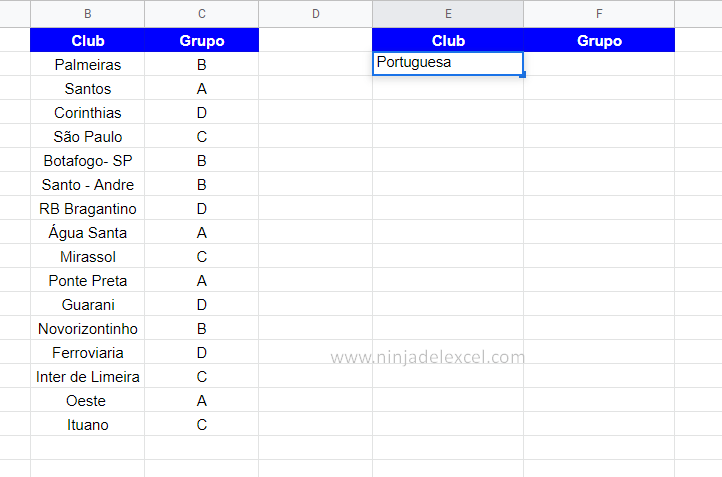 B C D E F
Club Grupo Club Grupo
Palmeiras B Portuguesa
Santos A
Corinthias D
São Paulo C
Botafogo- SP B
Santo - Andre B
RB Bragantino D
Água Santa A
Mirassol C
Ponte Preta A
Guarani D
Novorizontinho B
Ferroviaria D
www.ninjadelexcel.com
Inter de Limeira C
Oeste A
Ituano C